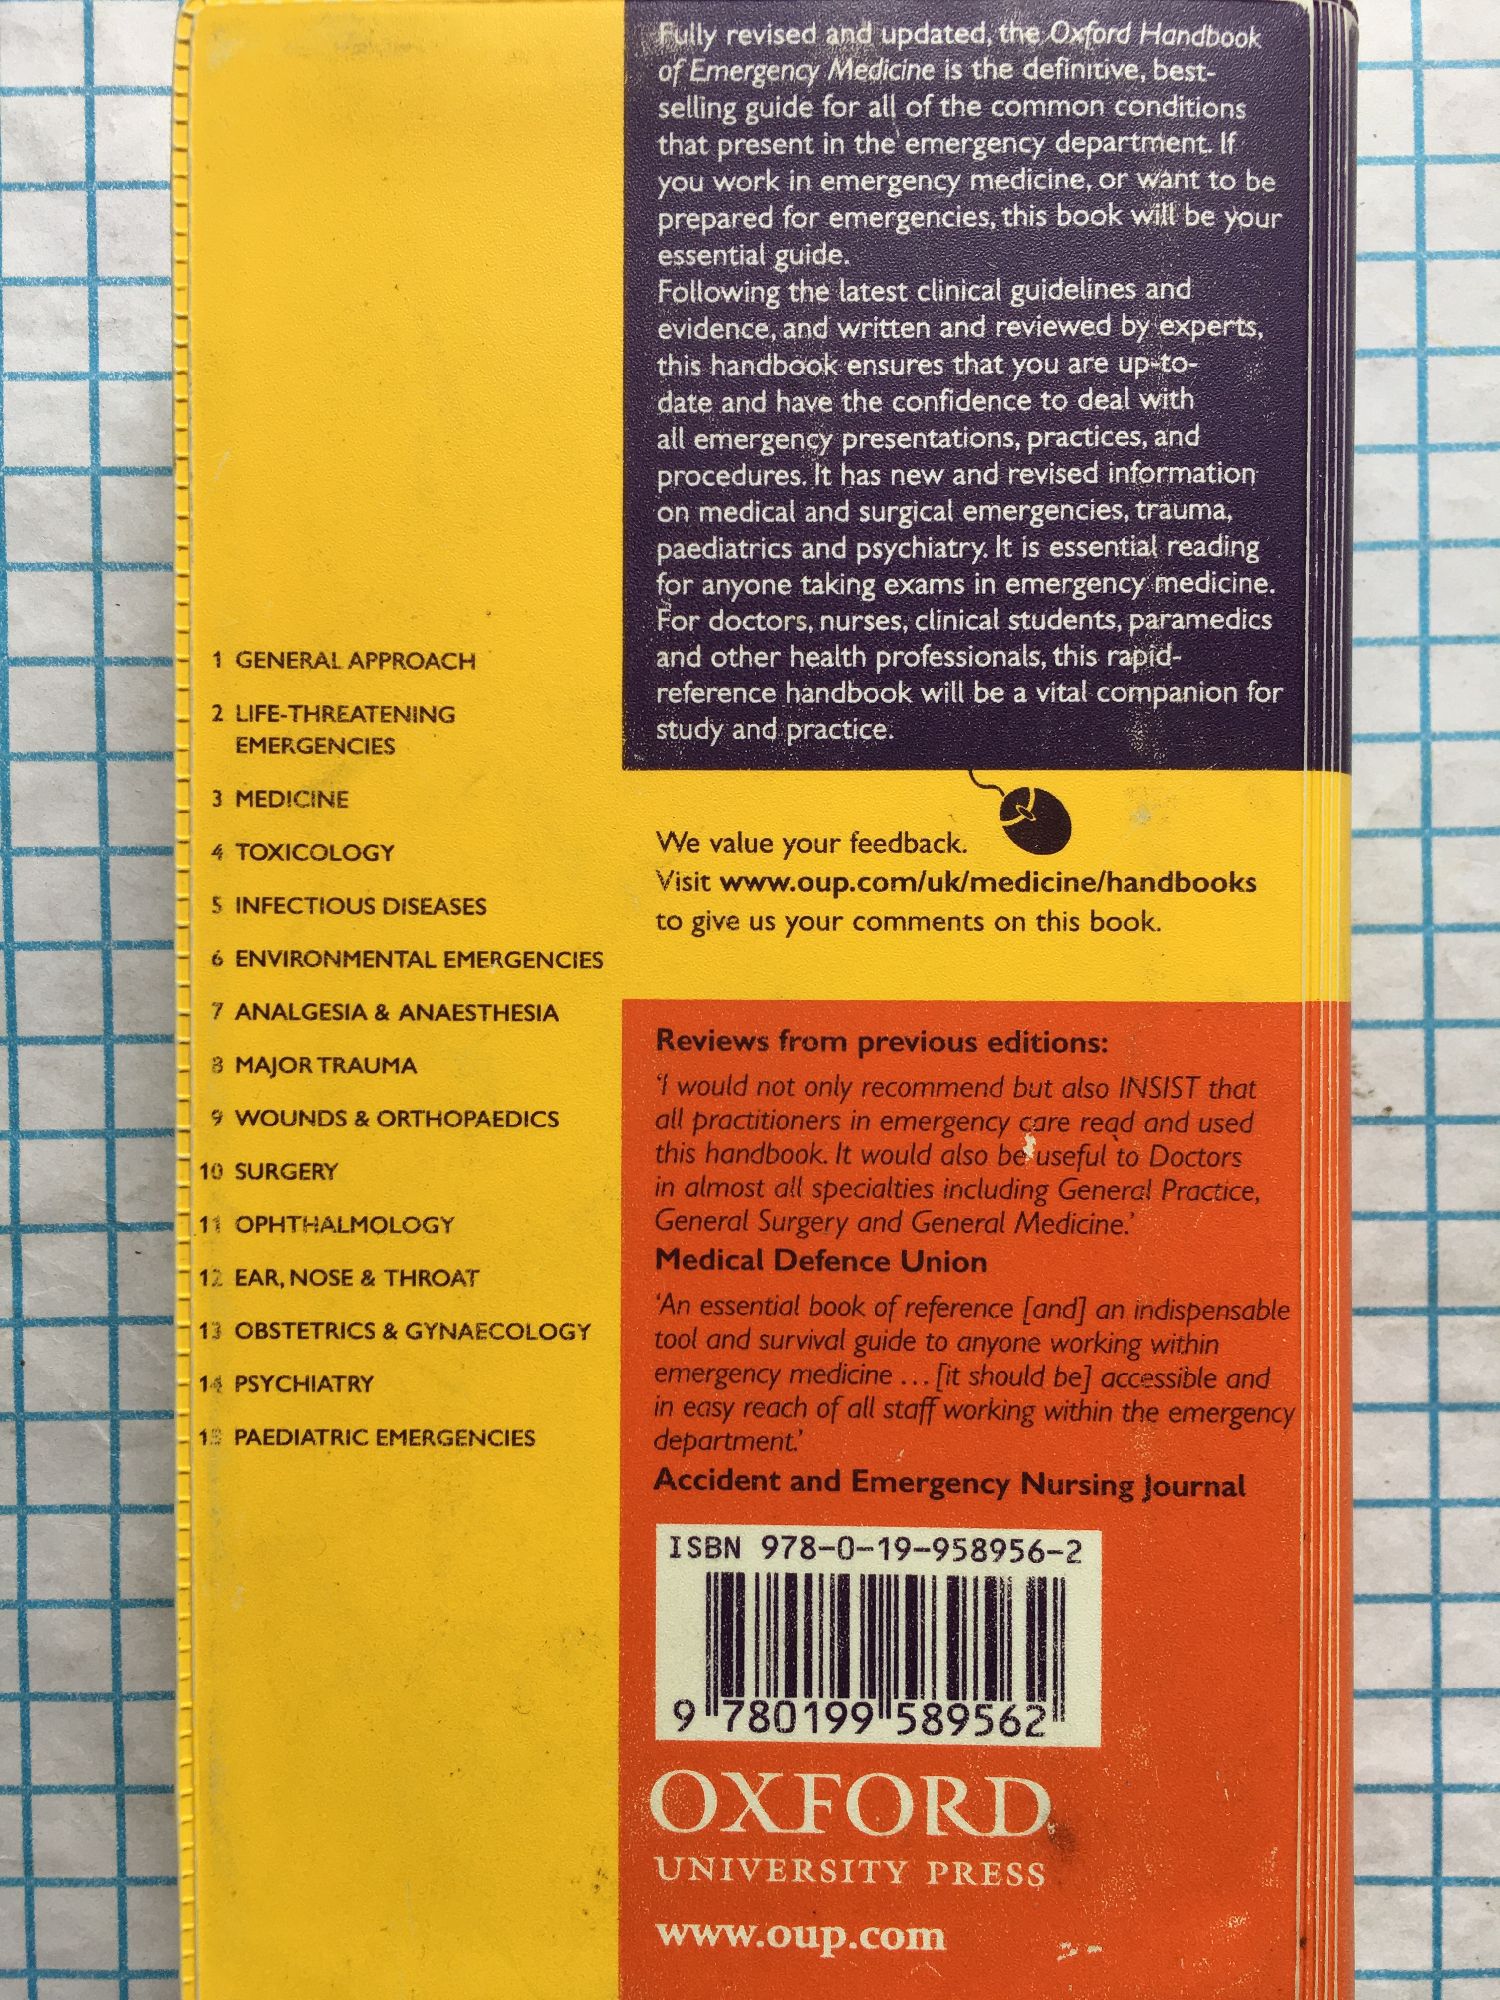 Fully revised and updated, the Oxford Handbook
of Emergency Medicine is the definitive, best-
selling guide for all of the common conditions
that present in the emergency department. If
you work in emergency medicine, or want to be
prepared for emergencies, this book will be your
essential guide.
Following the latest clinical guidelines and
evidence, and written and reviewed by experts,
this handbook ensures that you are up-to-
date and have the confidence to deal with
all emergency presentations, practices, and
procedures. It has new and revised information
on medical and surgical emergencies, trauma,
paediatrics and psychiatry. It is essential reading
for anyone taking exams in emergency medicine.
For doctors, nurses, clinical students, paramedics
and other health professionals, this rapid-
reference handbook will be a vital companion for
study and practice.
1 GENERAL APPROACH
2 LIFE-THREATENING
EMERGENCIES
3 MEDICINE
4 TOXICOLOGY
5 INFECTIOUS DISEASES
6 ENVIRONMENTAL EMERGENCIES
7 ANALGESIA & ANAESTHESIA
8 MAJOR TRAUMA
9 WOUNDS & ORTHOPAEDICS
10 SURGERY
11 OPHTHALMOLOGY
12 EAR, NOSE & THROAT
13 OBSTETRICS & GYNAECOLOGY
14 PSYCHIATRY
15 PAEDIATRIC EMERGENCIES
We value your feedback.
Visit www.oup.com/uk/medicine/handbooks
to give us your comments on this book.
Reviews from previous editions:
‘I would not only recommend but also INSIST that
all practitioners in emergency care read and used
this handbook. It would also be useful to Doctors
in almost all specialties including General Practice,
General Surgery and General Medicine.’
Medical Defence Union
‘An essential book of reference [and] an indispensable
tool and survival guide to anyone working within
emergency medicine ... [it should be] accessible and
in easy reach of all staff working within the emergency
department.’
Accident and Emergency Nursing Journal
ISBN 978-0-19-958956-2
9 780199 589562
OXFORD
UNIVERSITY PRESS
www.oup.com